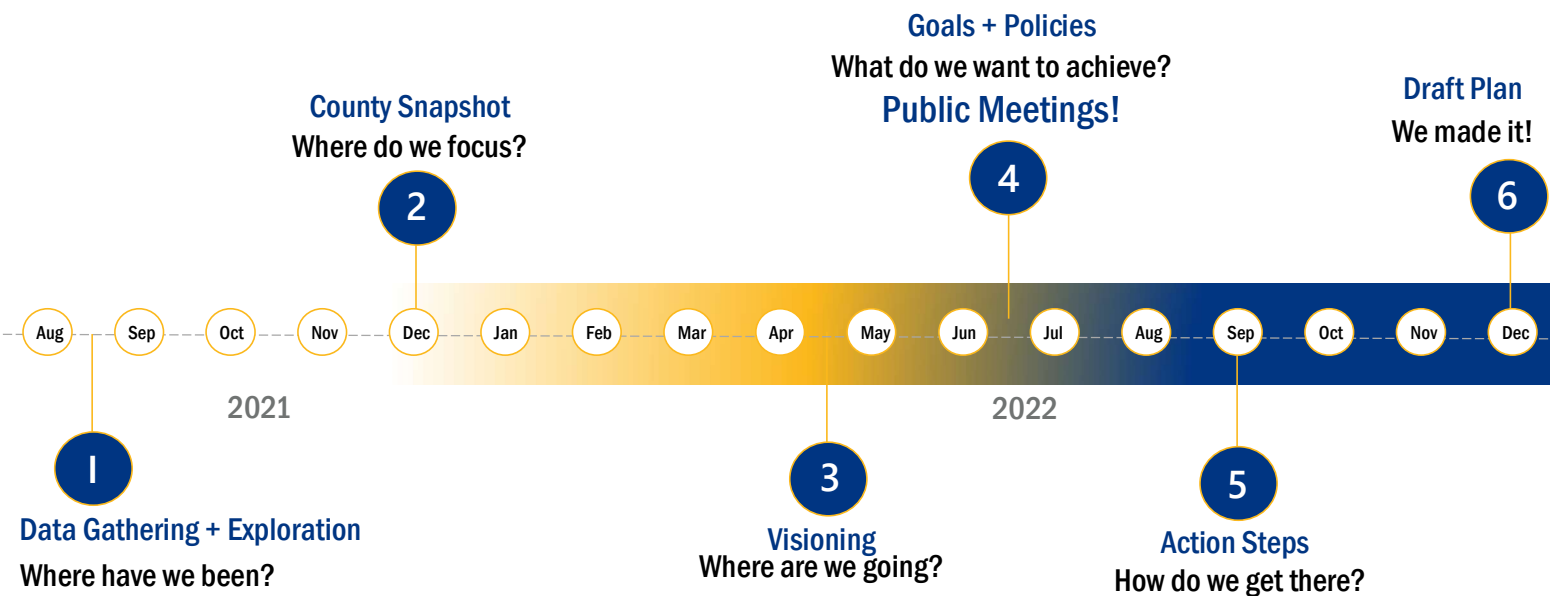 Goals + Policies
What do we want to achieve?
Public Meetings!
4
County Snapshot
Where do we focus?
2
Draft Plan
We made it!
6
Aug Sep Oct Nov Dec Jan Feb Mar Apr May Jun Jul Aug Sep Oct Nov Dec
2021
2022
1
Data Gathering + Exploration
Where have we been?
3
Visioning
Where are we going?
5
Action Steps
How do we get there?